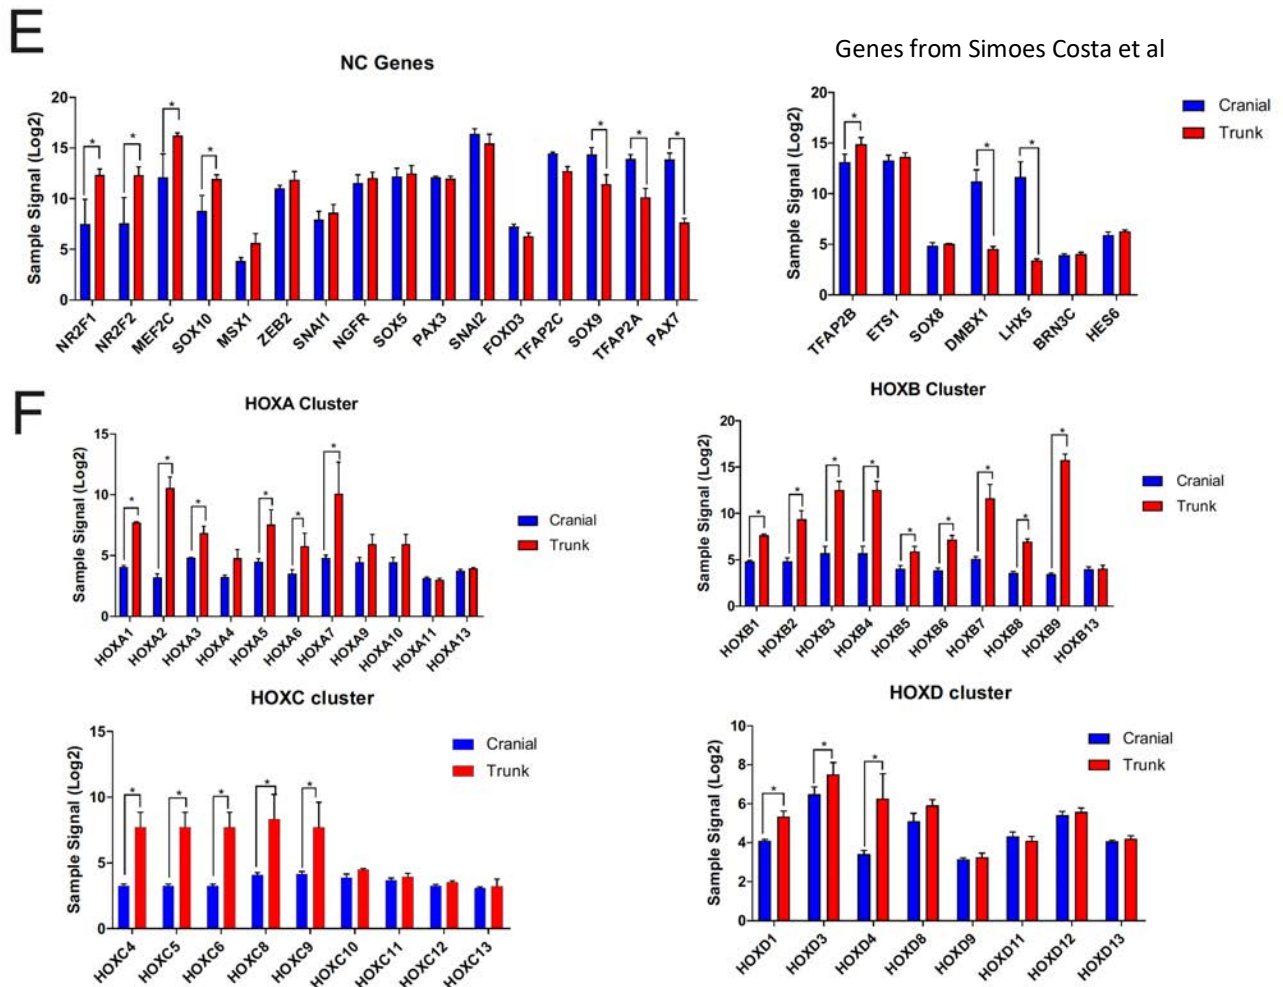 E
NC Genes
Sample Signal (Log2)
20
15
10
5
0
* * * * * * *
NR2F1 NR2F2 MEF2C SOX10 MSX1 ZEB2 SNAI1 NGFR SOX5 PAX3 SNAI2 FOXD3 TFAP2C SOX9 TFAP2A PAX7
Genes from Simoes Costa et al
Sample Signal (Log2)
20
15
10
5
0
* * *
TFAP2B ETS1 SOX8 DMBX1 LHX5 BRN3C HES6
Cranial
Trunk
F
HOXA Cluster
Sample Signal (Log2)
15
10
5
0
* * * * * *
HOXA1 HOXA2 HOXA3 HOXA4 HOXA5 HOXA6 HOXA7 HOXA9 HOXA10 HOXA11 HOXA13
Cranial
Trunk
HOXB Cluster
Sample Signal (Log2)
20
15
10
5
0
* * * * * * * * *
HOXB1 HOXB2 HOXB3 HOXB4 HOXB5 HOXB6 HOXB7 HOXB8 HOXB9 HOXB13
Cranial
Trunk
HOXC cluster
Sample Signal (Log2)
15
10
5
0
* * * * *
HOXC4 HOXC5 HOXC6 HOXC8 HOXC9 HOXC10 HOXC11 HOXC12 HOXC13
Cranial
Trunk
HOXD cluster
Sample Signal (Log2)
10
8
6
4
2
0
* * *
HOXD1 HOXD3 HOXD4 HOXD8 HOXD9 HOXD11 HOXD12 HOXD13
Cranial
Trunk